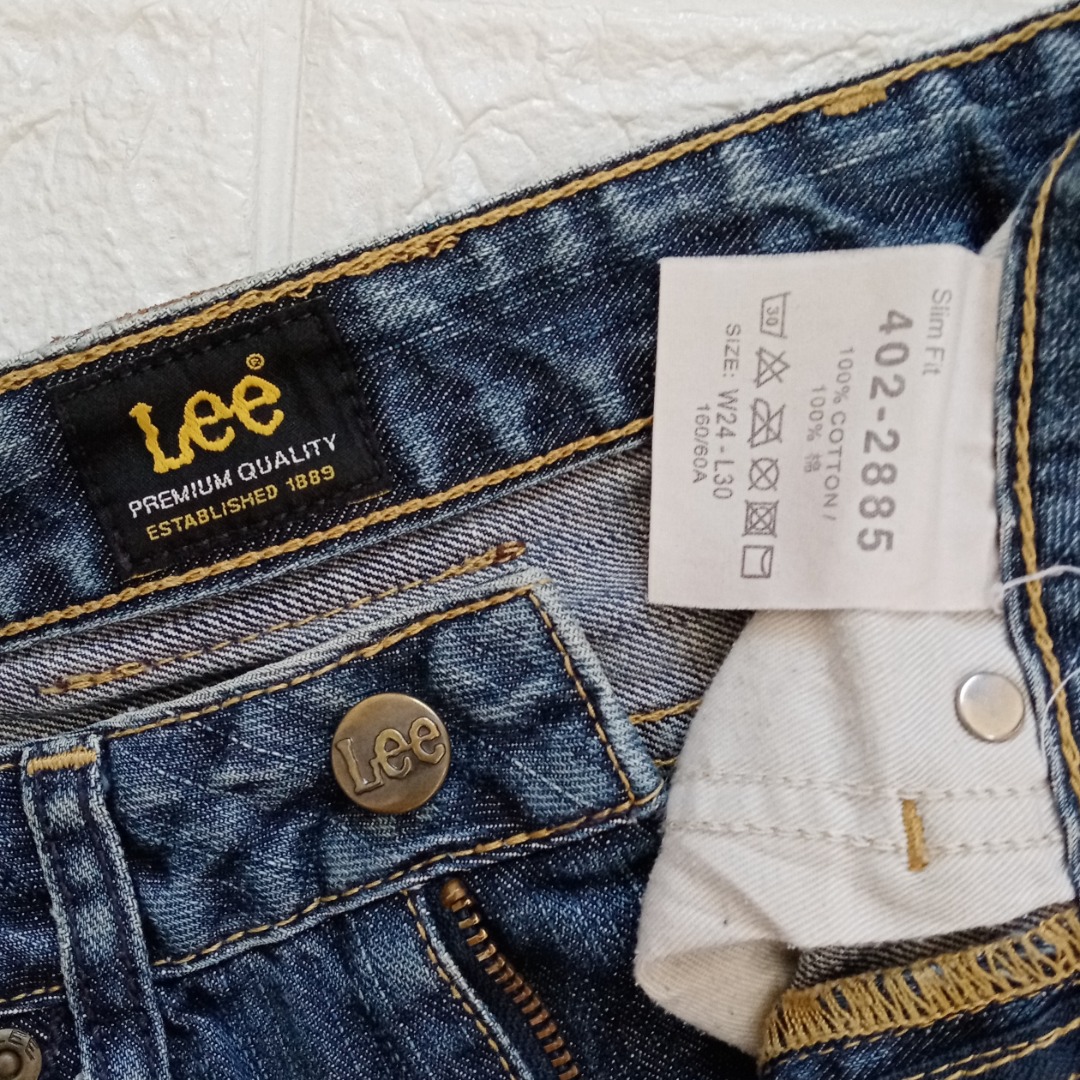 Lee®
PREMIUM QUALITY
ESTABLISHED 1889
Slim Fit
402-2885
100% COTTON /
100% 棉
30
SIZE: W24 - L30
160/60A
Lee